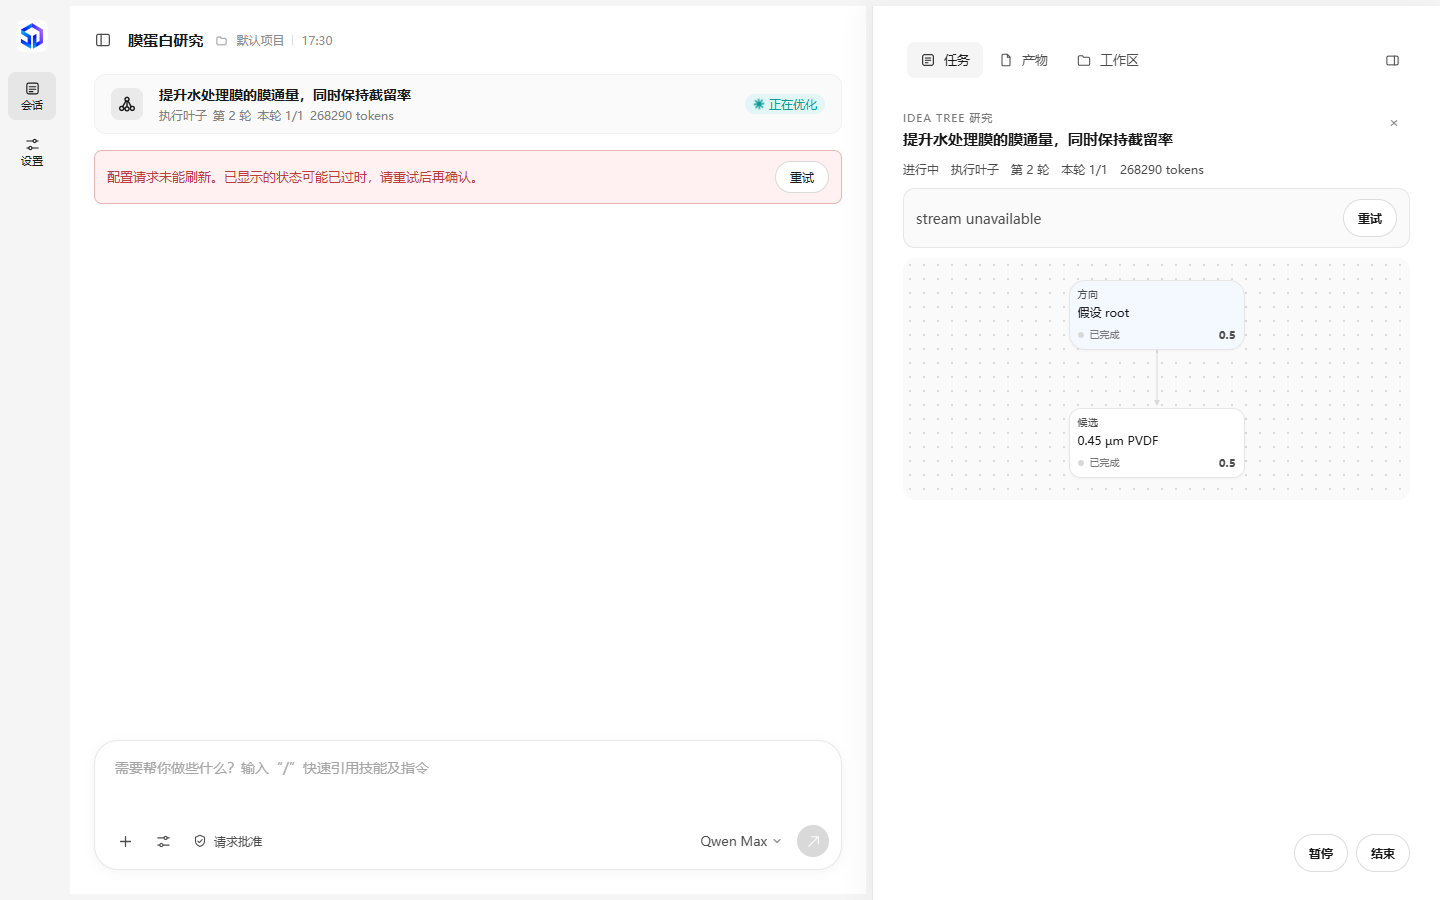 会话
设置
膜蛋白研究 默认项目 17:30
提升水处理膜的膜通量，同时保持截留率
执行叶子 第 2 轮 本轮 1/1 268290 tokens
正在优化
配置请求未能刷新。已显示的状态可能已过时，请重试后再确认。
重试
需要帮你做些什么？输入“/”快速引用技能及指令
请求批准
Qwen Max
任务 产物 工作区
IDEA TREE 研究
提升水处理膜的膜通量，同时保持截留率
进行中 执行叶子 第 2 轮 本轮 1/1 268290 tokens
stream unavailable
重试
方向
假设 root
已完成 0.5
候选
0.45 μm PVDF
已完成 0.5
暂停 结束